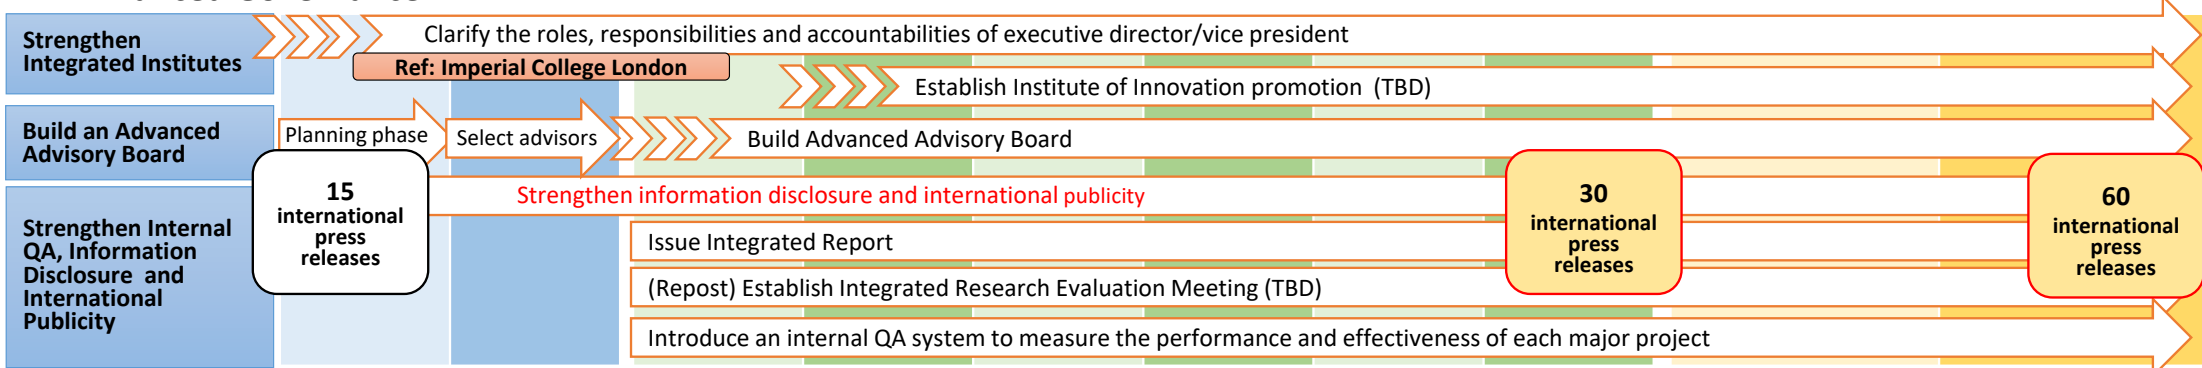 Strengthen
Integrated Institutes
Clarify the roles, responsibilities and accountabilities of executive director/vice president
Ref: Imperial College London
Establish Institute of Innovation promotion (TBD)
Build an Advanced
Advisory Board
Planning phase
Select advisors
Build Advanced Advisory Board
Strengthen Internal
QA, Information
Disclosure and
International
Publicity
15
international
press
releases
Strengthen information disclosure and international publicity
Issue Integrated Report
(Repost) Establish Integrated Research Evaluation Meeting (TBD)
Introduce an internal QA system to measure the performance and effectiveness of each major project
30
international
press
releases
60
international
press
releases